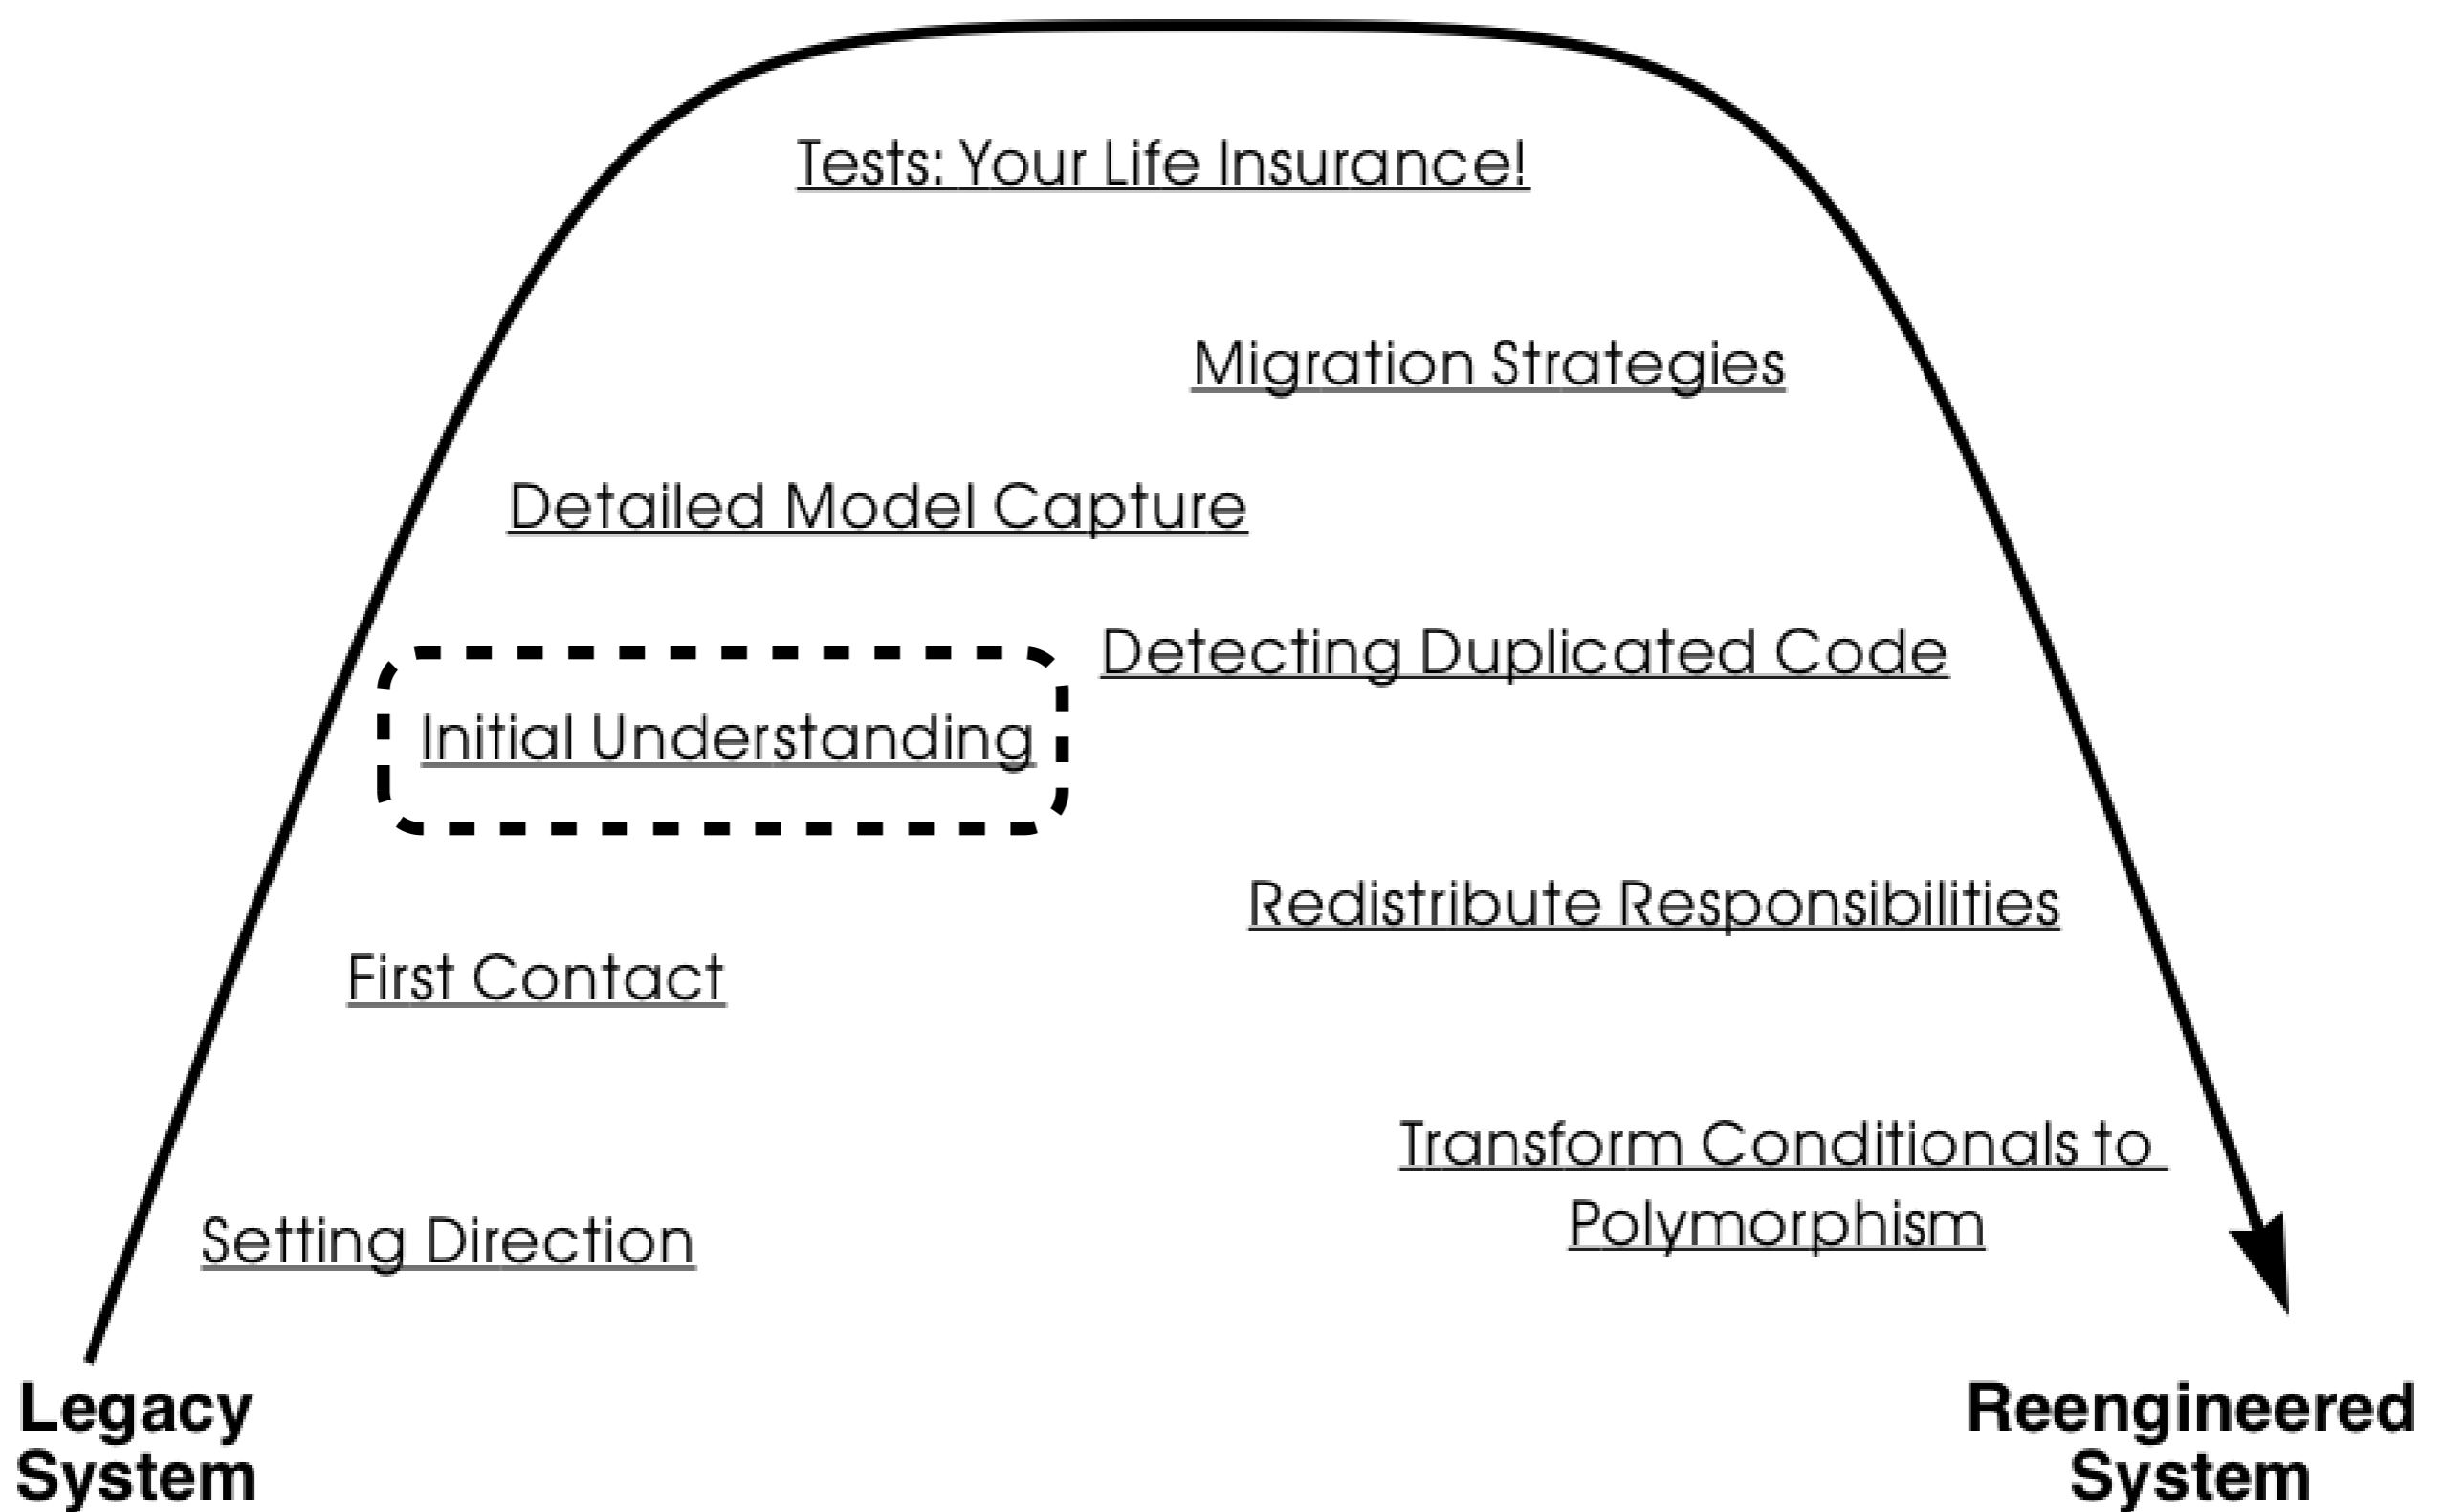 Tests: Your Life Insurance!
Migration Strategies
Detailed Model Capture
Detecting Duplicated Code
Initial Understanding
Redistribute Responsibilities
First Contact
Transform Conditionals to
Polymorphism
Setting Direction
Legacy
System
Reengineered
System